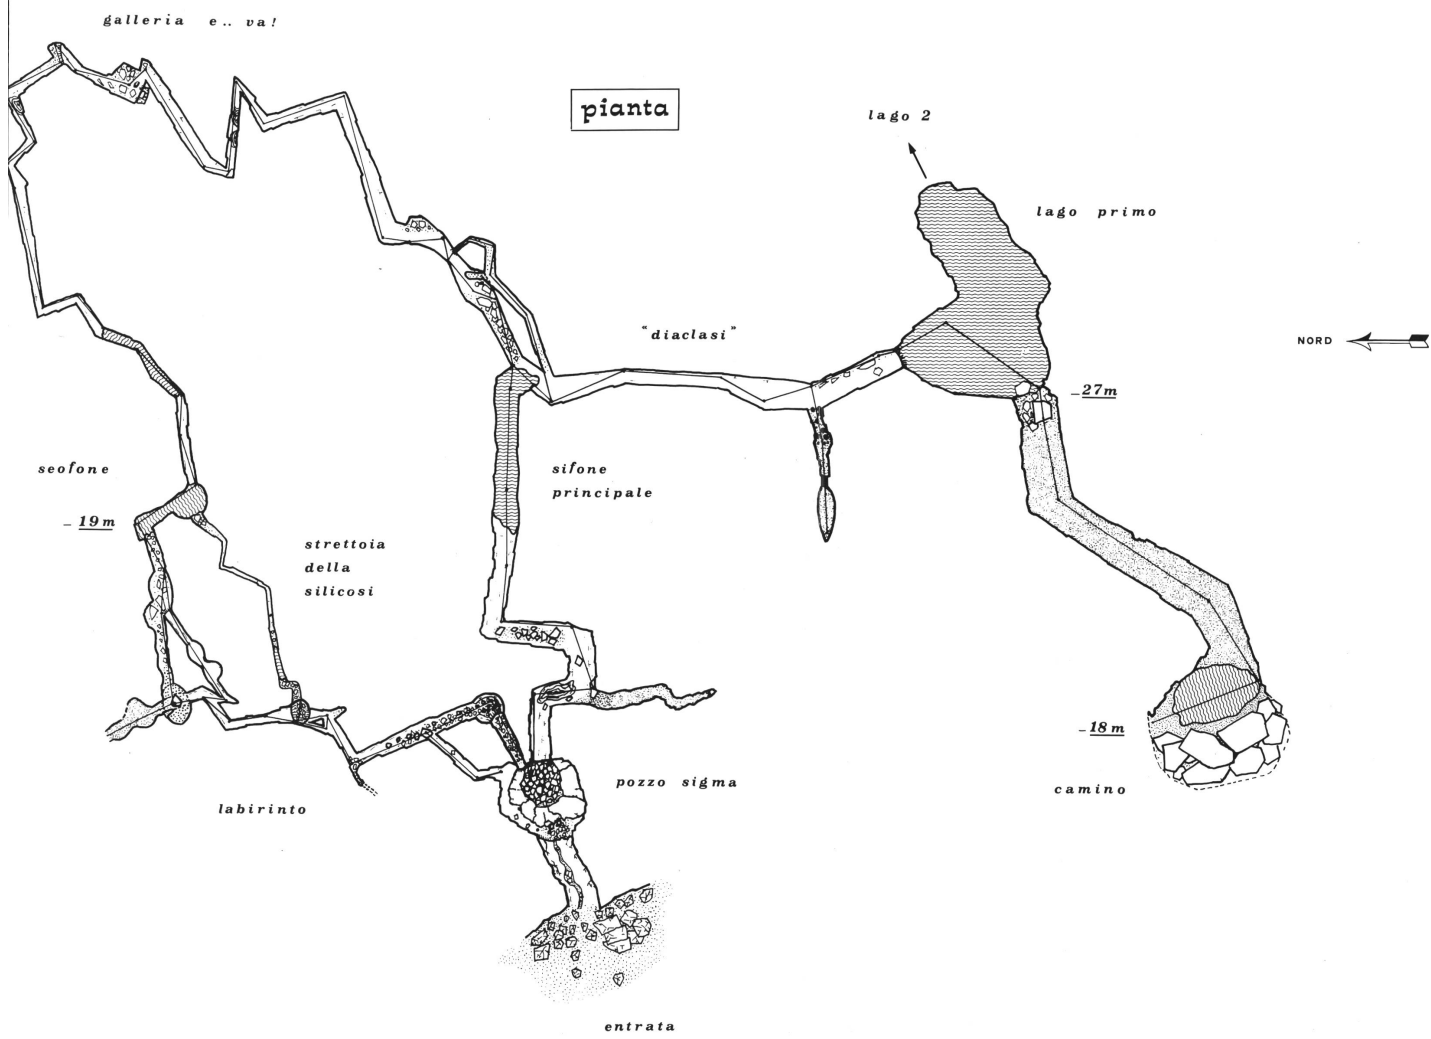 galleria e.. va!
pianta
lago 2
lago primo
"diaclasi"
NORD
-27m
seofone
sifone
principale
-19m
strettoia
della
silicosi
-18m
pozzo sigma
camino
labirinto
entrata